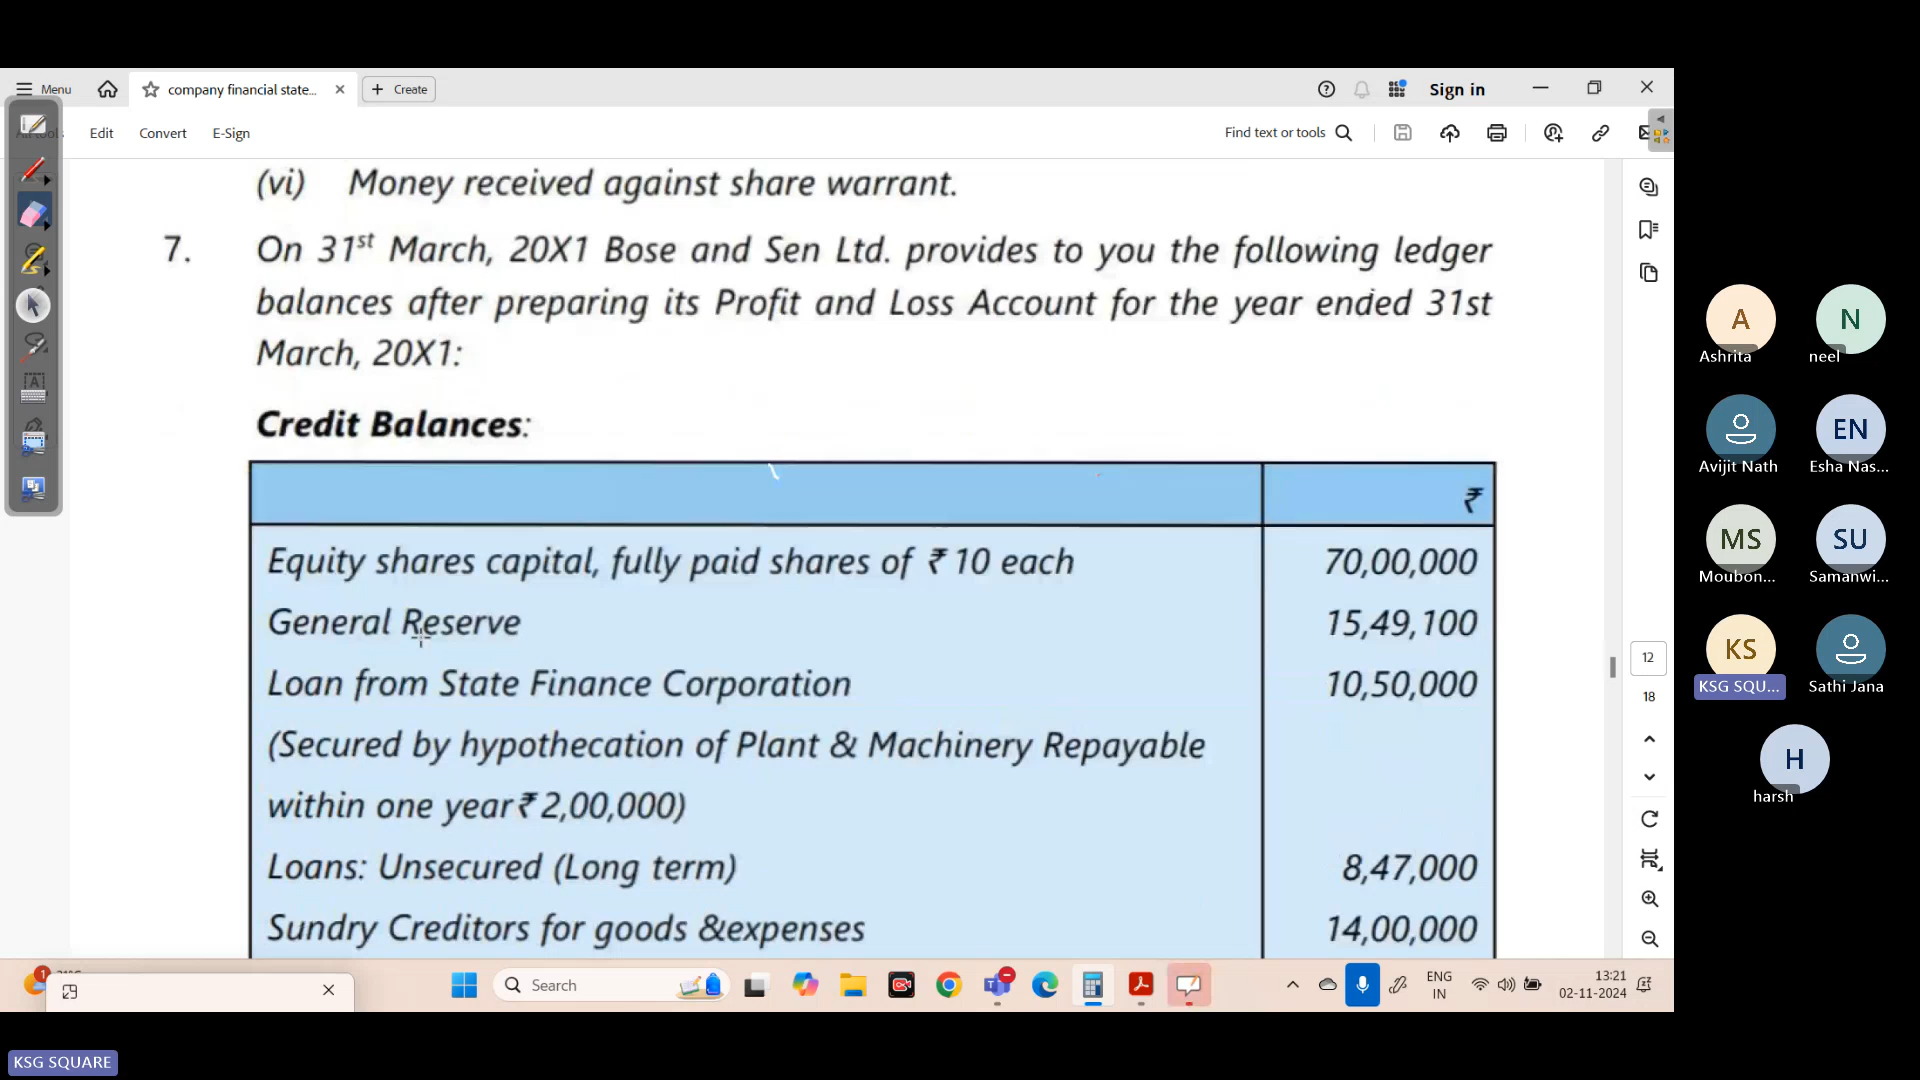 Menu
company financial state...
Create
Sign in
Edit
Convert
E-Sign
Find text or tools
(vi) Money received against share warrant.
7. On 31st March, 20X1 Bose and Sen Ltd. provides to you the following ledger
balances after preparing its Profit and Loss Account for the year ended 31st
March, 20X1:
Credit Balances:
₹
Equity shares capital, fully paid shares of ₹ 10 each 70,00,000
General Reserve 15,49,100
Loan from State Finance Corporation 10,50,000
(Secured by hypothecation of Plant & Machinery Repayable
within one year ₹ 2,00,000)
Loans: Unsecured (Long term) 8,47,000
Sundry Creditors for goods &expenses 14,00,000
12
18
A
Ashrita
N
neel
Avijit Nath
EN
Esha Nas...
MS
Moubon...
SU
Samanwi...
KS
KSG SQU...
Sathi Jana
H
harsh
1
Search
ENG
IN
13:21
02-11-2024
KSG SQUARE